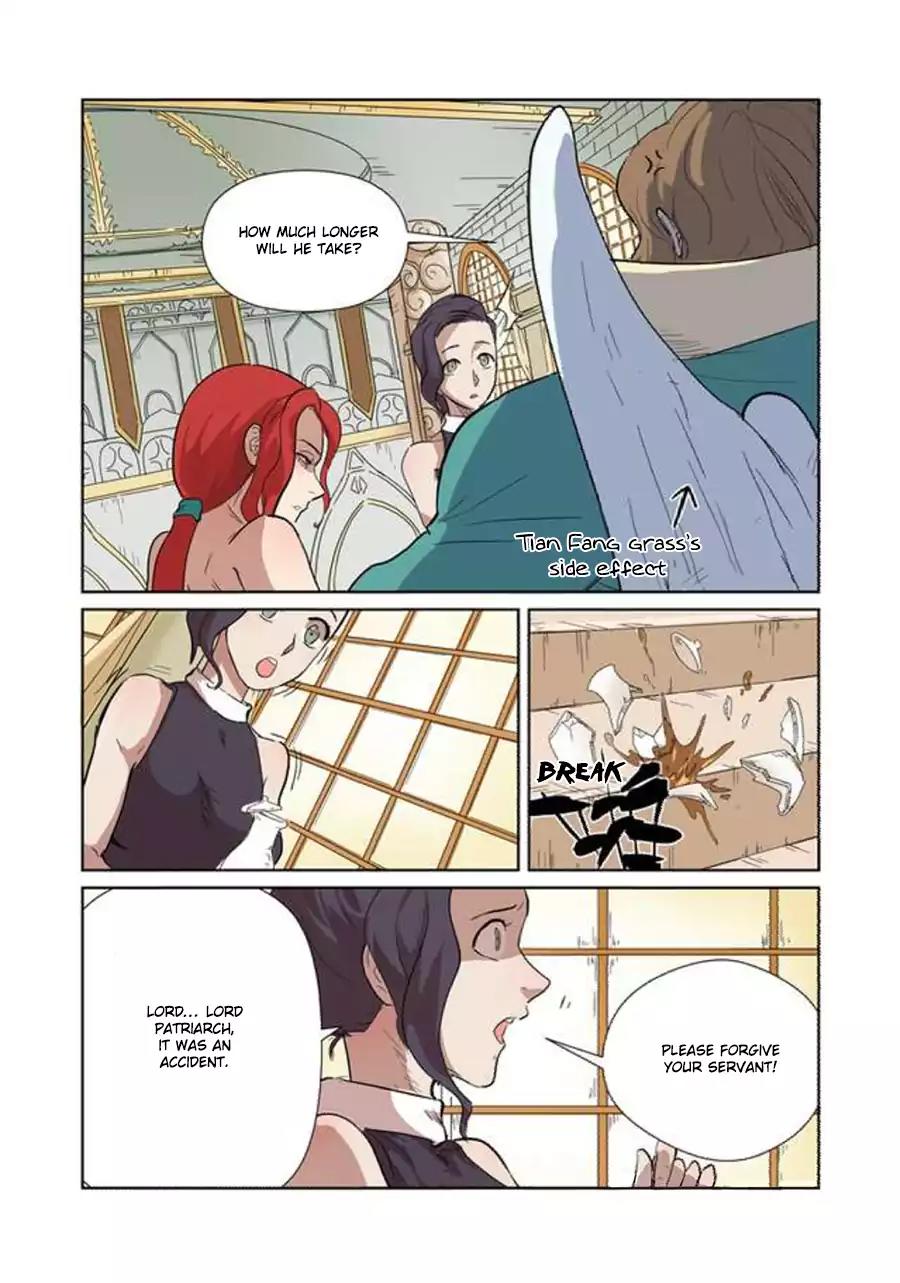 HOW MUCH LONGER
WILL HE TAKE?
Tian Fang grass's
side effect
BREAK
LORD... LORD
PATRIARCH,
IT WAS AN
ACCIDENT.
PLEASE FORGIVE
YOUR SERVANT!